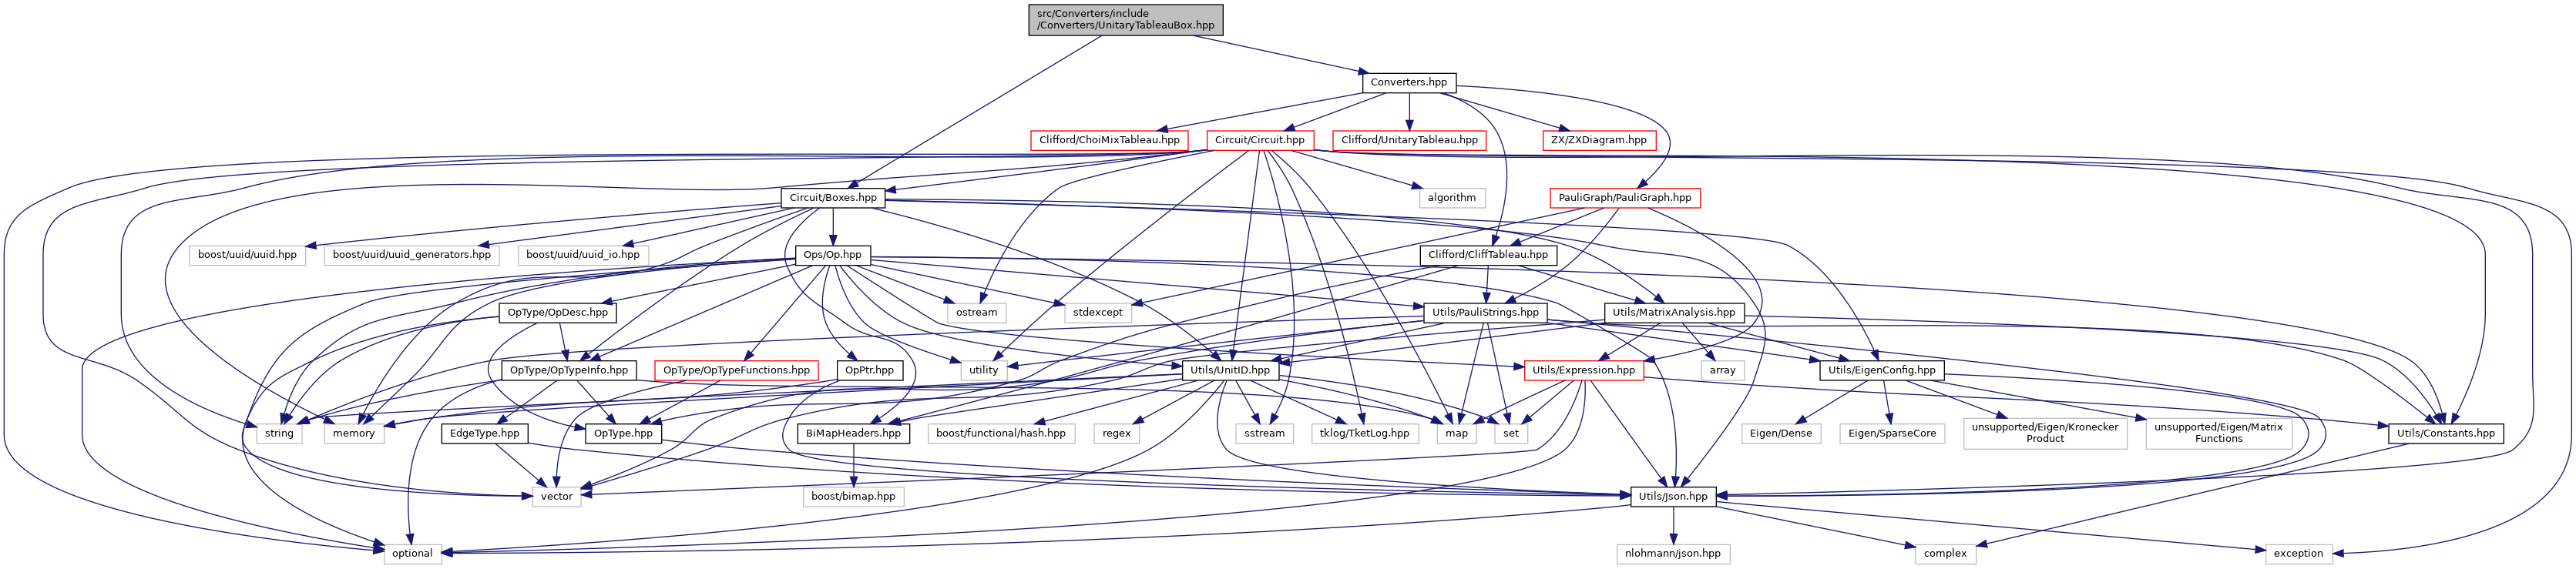 src/Converters/include
/Converters/UnitaryTableauBox.hpp
Converters.hpp
Clifford/ChoiMixTableau.hpp
Circuit/Circuit.hpp
Clifford/UnitaryTableau.hpp
ZX/ZXDiagram.hpp
Circuit/Boxes.hpp
algorithm
PauliGraph/PauliGraph.hpp
boost/uuid/uuid.hpp
boost/uuid/uuid_generators.hpp
boost/uuid/uuid_io.hpp
Ops/Op.hpp
Clifford/CliffTableau.hpp
OpType/OpDesc.hpp
ostream
stdexcept
Utils/PauliStrings.hpp
Utils/MatrixAnalysis.hpp
OpType/OpTypeInfo.hpp
OpType/OpTypeFunctions.hpp
OpPtr.hpp
utility
Utils/UnitID.hpp
Utils/Expression.hpp
array
Utils/EigenConfig.hpp
string
memory
EdgeType.hpp
OpType.hpp
BiMapHeaders.hpp
boost/functional/hash.hpp
regex
sstream
tklog/TketLog.hpp
map
set
Eigen/Dense
Eigen/SparseCore
unsupported/Eigen/Kronecker
Product
unsupported/Eigen/Matrix
Functions
Utils/Constants.hpp
vector
boost/bimap.hpp
Utils/Json.hpp
optional
nlohmann/json.hpp
complex
exception